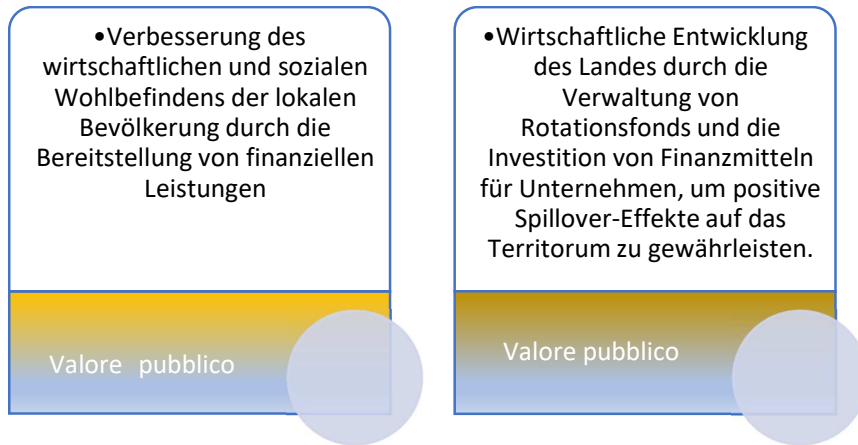 •Verbesserung des
wirtschaftlichen und sozialen
Wohlbefindens der lokalen
Bevölkerung durch die
Bereitstellung von finanziellen
Leistungen
Valore pubblico
•Wirtschaftliche Entwicklung
des Landes durch die
Verwaltung von
Rotationsfonds und die
Investition von Finanzmitteln
für Unternehmen, um positive
Spillover-Effekte auf das
Territorum zu gewährleisten.
Valore pubblico